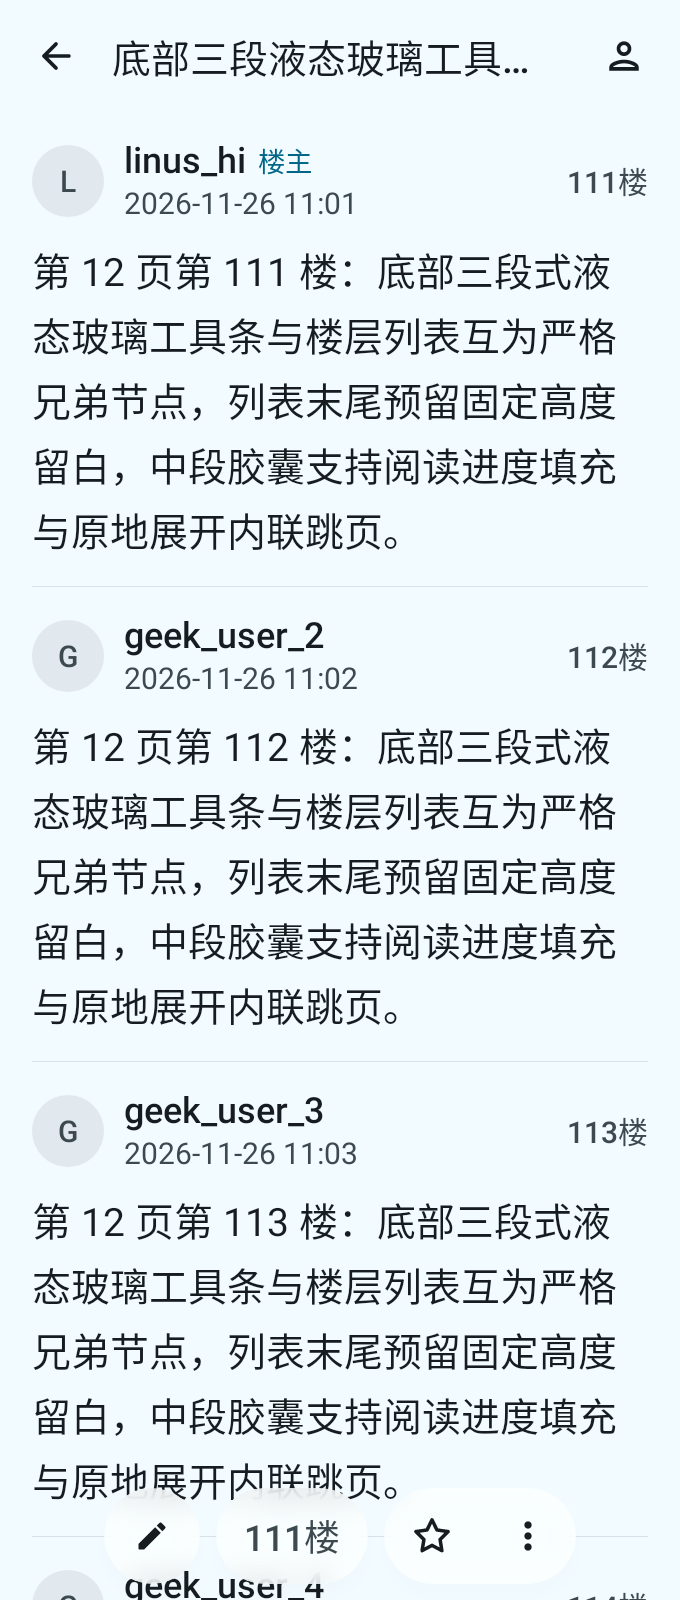 底部三段液态玻璃工具...
L
linus_hi 楼主
2026-11-26 11:01
111楼
第 12 页第 111 楼：底部三段式液
态玻璃工具条与楼层列表互为严格
兄弟节点，列表末尾预留固定高度
留白，中段胶囊支持阅读进度填充
与原地展开内联跳页。
G
geek_user_2
2026-11-26 11:02
112楼
第 12 页第 112 楼：底部三段式液
态玻璃工具条与楼层列表互为严格
兄弟节点，列表末尾预留固定高度
留白，中段胶囊支持阅读进度填充
与原地展开内联跳页。
G
geek_user_3
2026-11-26 11:03
113楼
第 12 页第 113 楼：底部三段式液
态玻璃工具条与楼层列表互为严格
兄弟节点，列表末尾预留固定高度
留白，中段胶囊支持阅读进度填充
与原地展开内联跳页。
111楼
geek_user_4